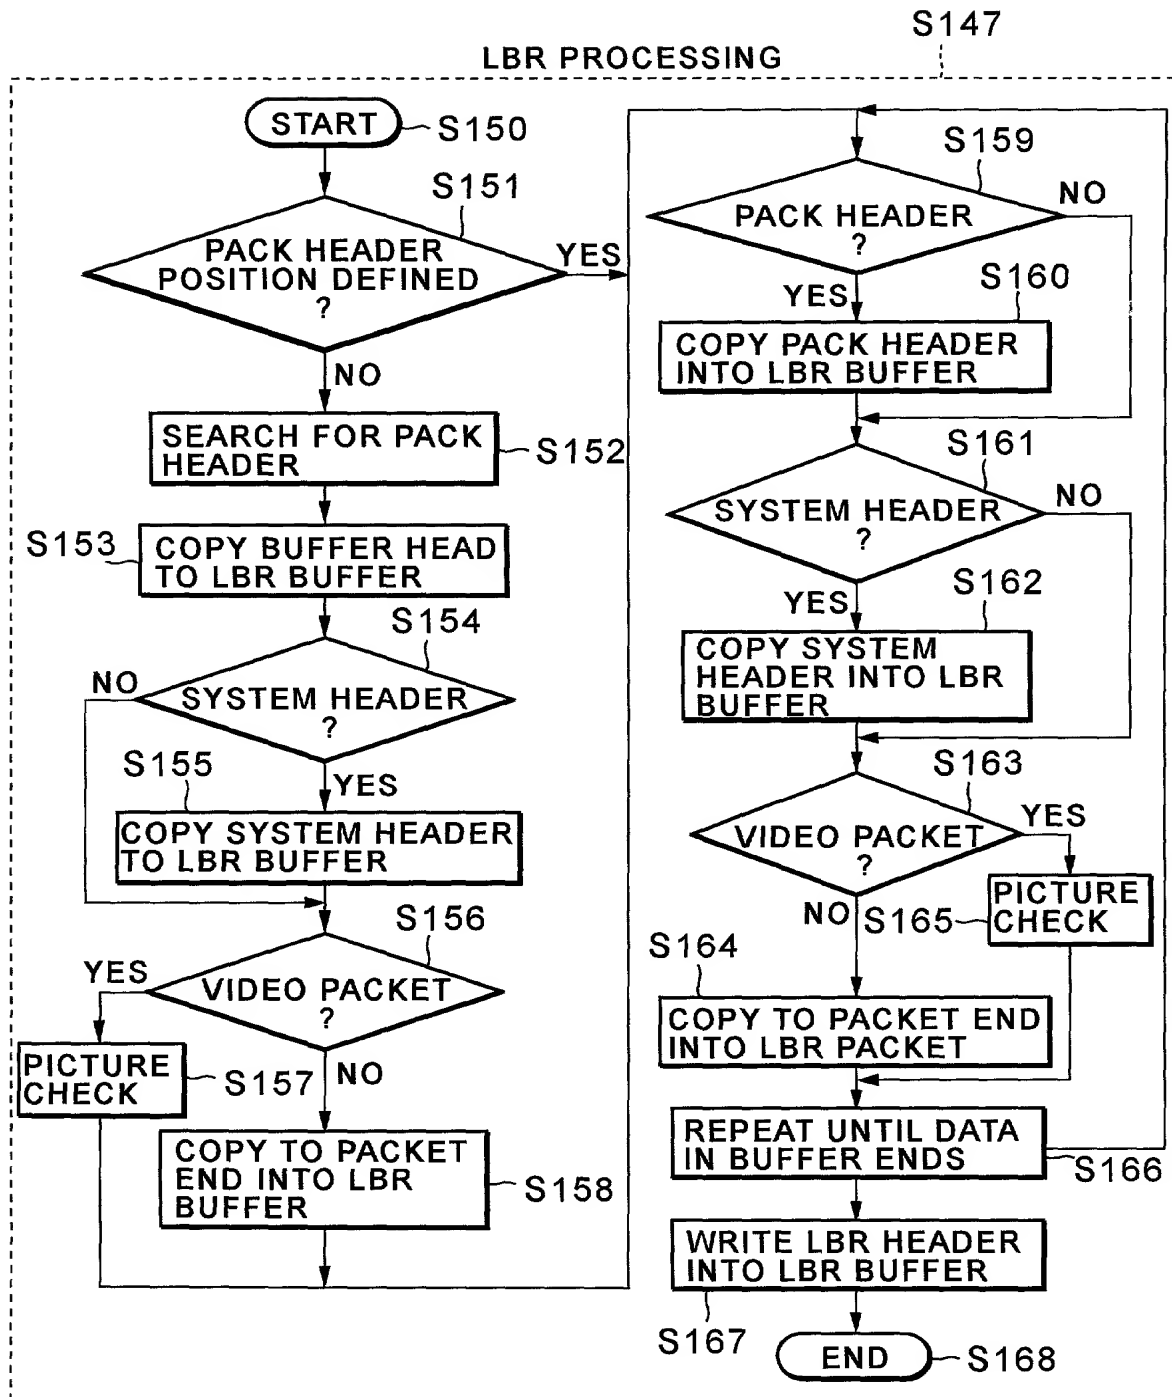 S147
LBR PROCESSING
START
S150
S151
PACK HEADER
POSITION DEFINED
?
YES
NO
SEARCH FOR PACK
HEADER
S152
S153
COPY BUFFER HEAD
TO LBR BUFFER
S154
NO
SYSTEM HEADER
?
S155
YES
COPY SYSTEM HEADER
TO LBR BUFFER
S156
YES
VIDEO PACKET
?
PICTURE
CHECK
S157
NO
COPY TO PACKET
END INTO LBR
BUFFER
S158
S159
NO
PACK HEADER
?
YES
S160
COPY PACK HEADER
INTO LBR BUFFER
S161
NO
SYSTEM HEADER
?
YES
S162
COPY SYSTEM
HEADER INTO LBR
BUFFER
S163
YES
VIDEO PACKET
?
NO
S165
PICTURE
CHECK
S164
COPY TO PACKET END
INTO LBR PACKET
REPEAT UNTIL DATA
IN BUFFER ENDS
S166
WRITE LBR HEADER
INTO LBR BUFFER
S167
END
S168